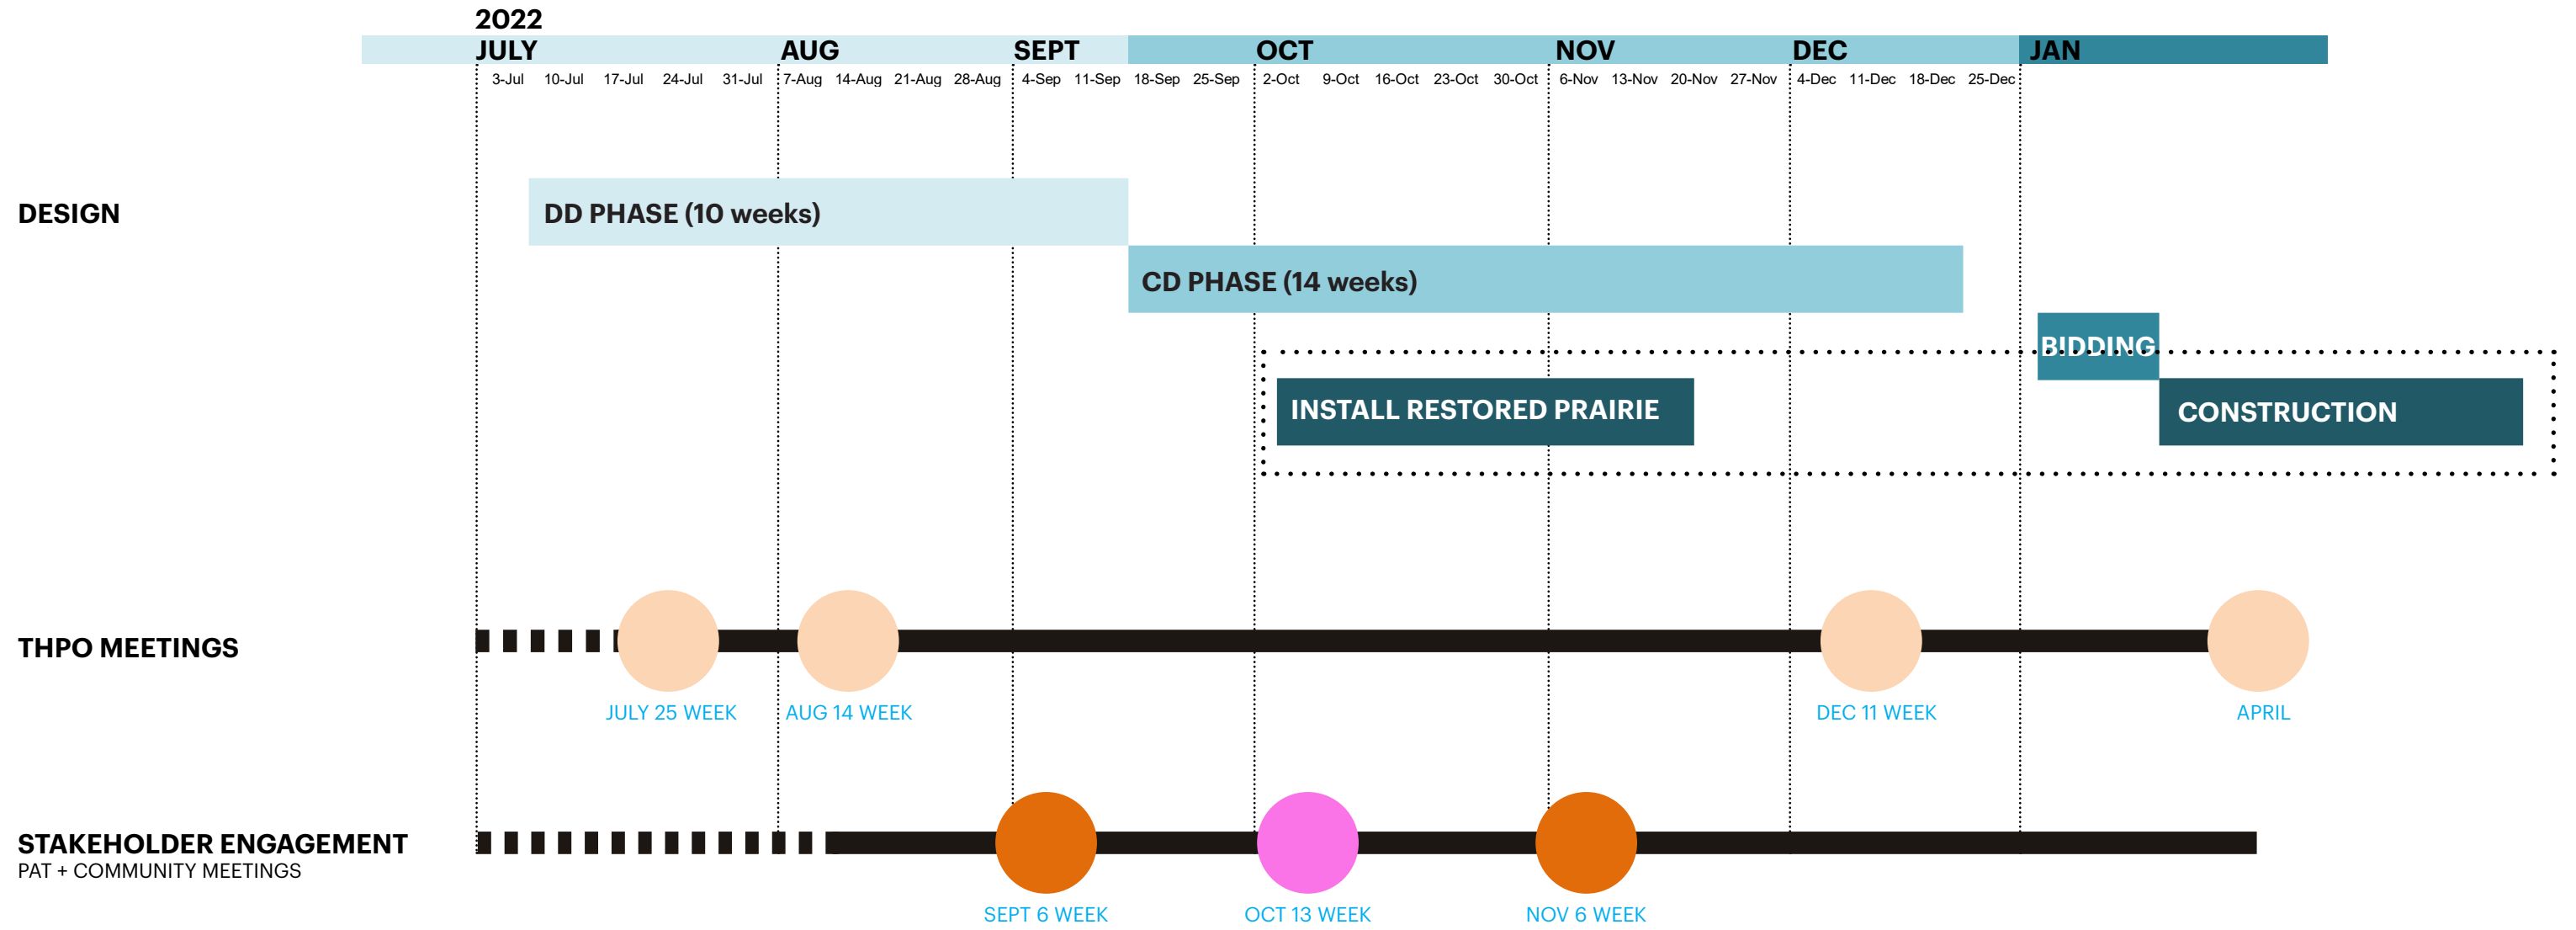 2022
JULY AUG SEPT OCT NOV DEC JAN
3-Jul 10-Jul 17-Jul 24-Jul 31-Jul 7-Aug 14-Aug 21-Aug 28-Aug 4-Sep 11-Sep 18-Sep 25-Sep 2-Oct 9-Oct 16-Oct 23-Oct 30-Oct 6-Nov 13-Nov 20-Nov 27-Nov 4-Dec 11-Dec 18-Dec 25-Dec
DESIGN
DD PHASE (10 weeks)
CD PHASE (14 weeks)
BIDDING
INSTALL RESTORED PRAIRIE
CONSTRUCTION
THPO MEETINGS
JULY 25 WEEK
AUG 14 WEEK
DEC 11 WEEK
APRIL
STAKEHOLDER ENGAGEMENT
PAT + COMMUNITY MEETINGS
SEPT 6 WEEK
OCT 13 WEEK
NOV 6 WEEK